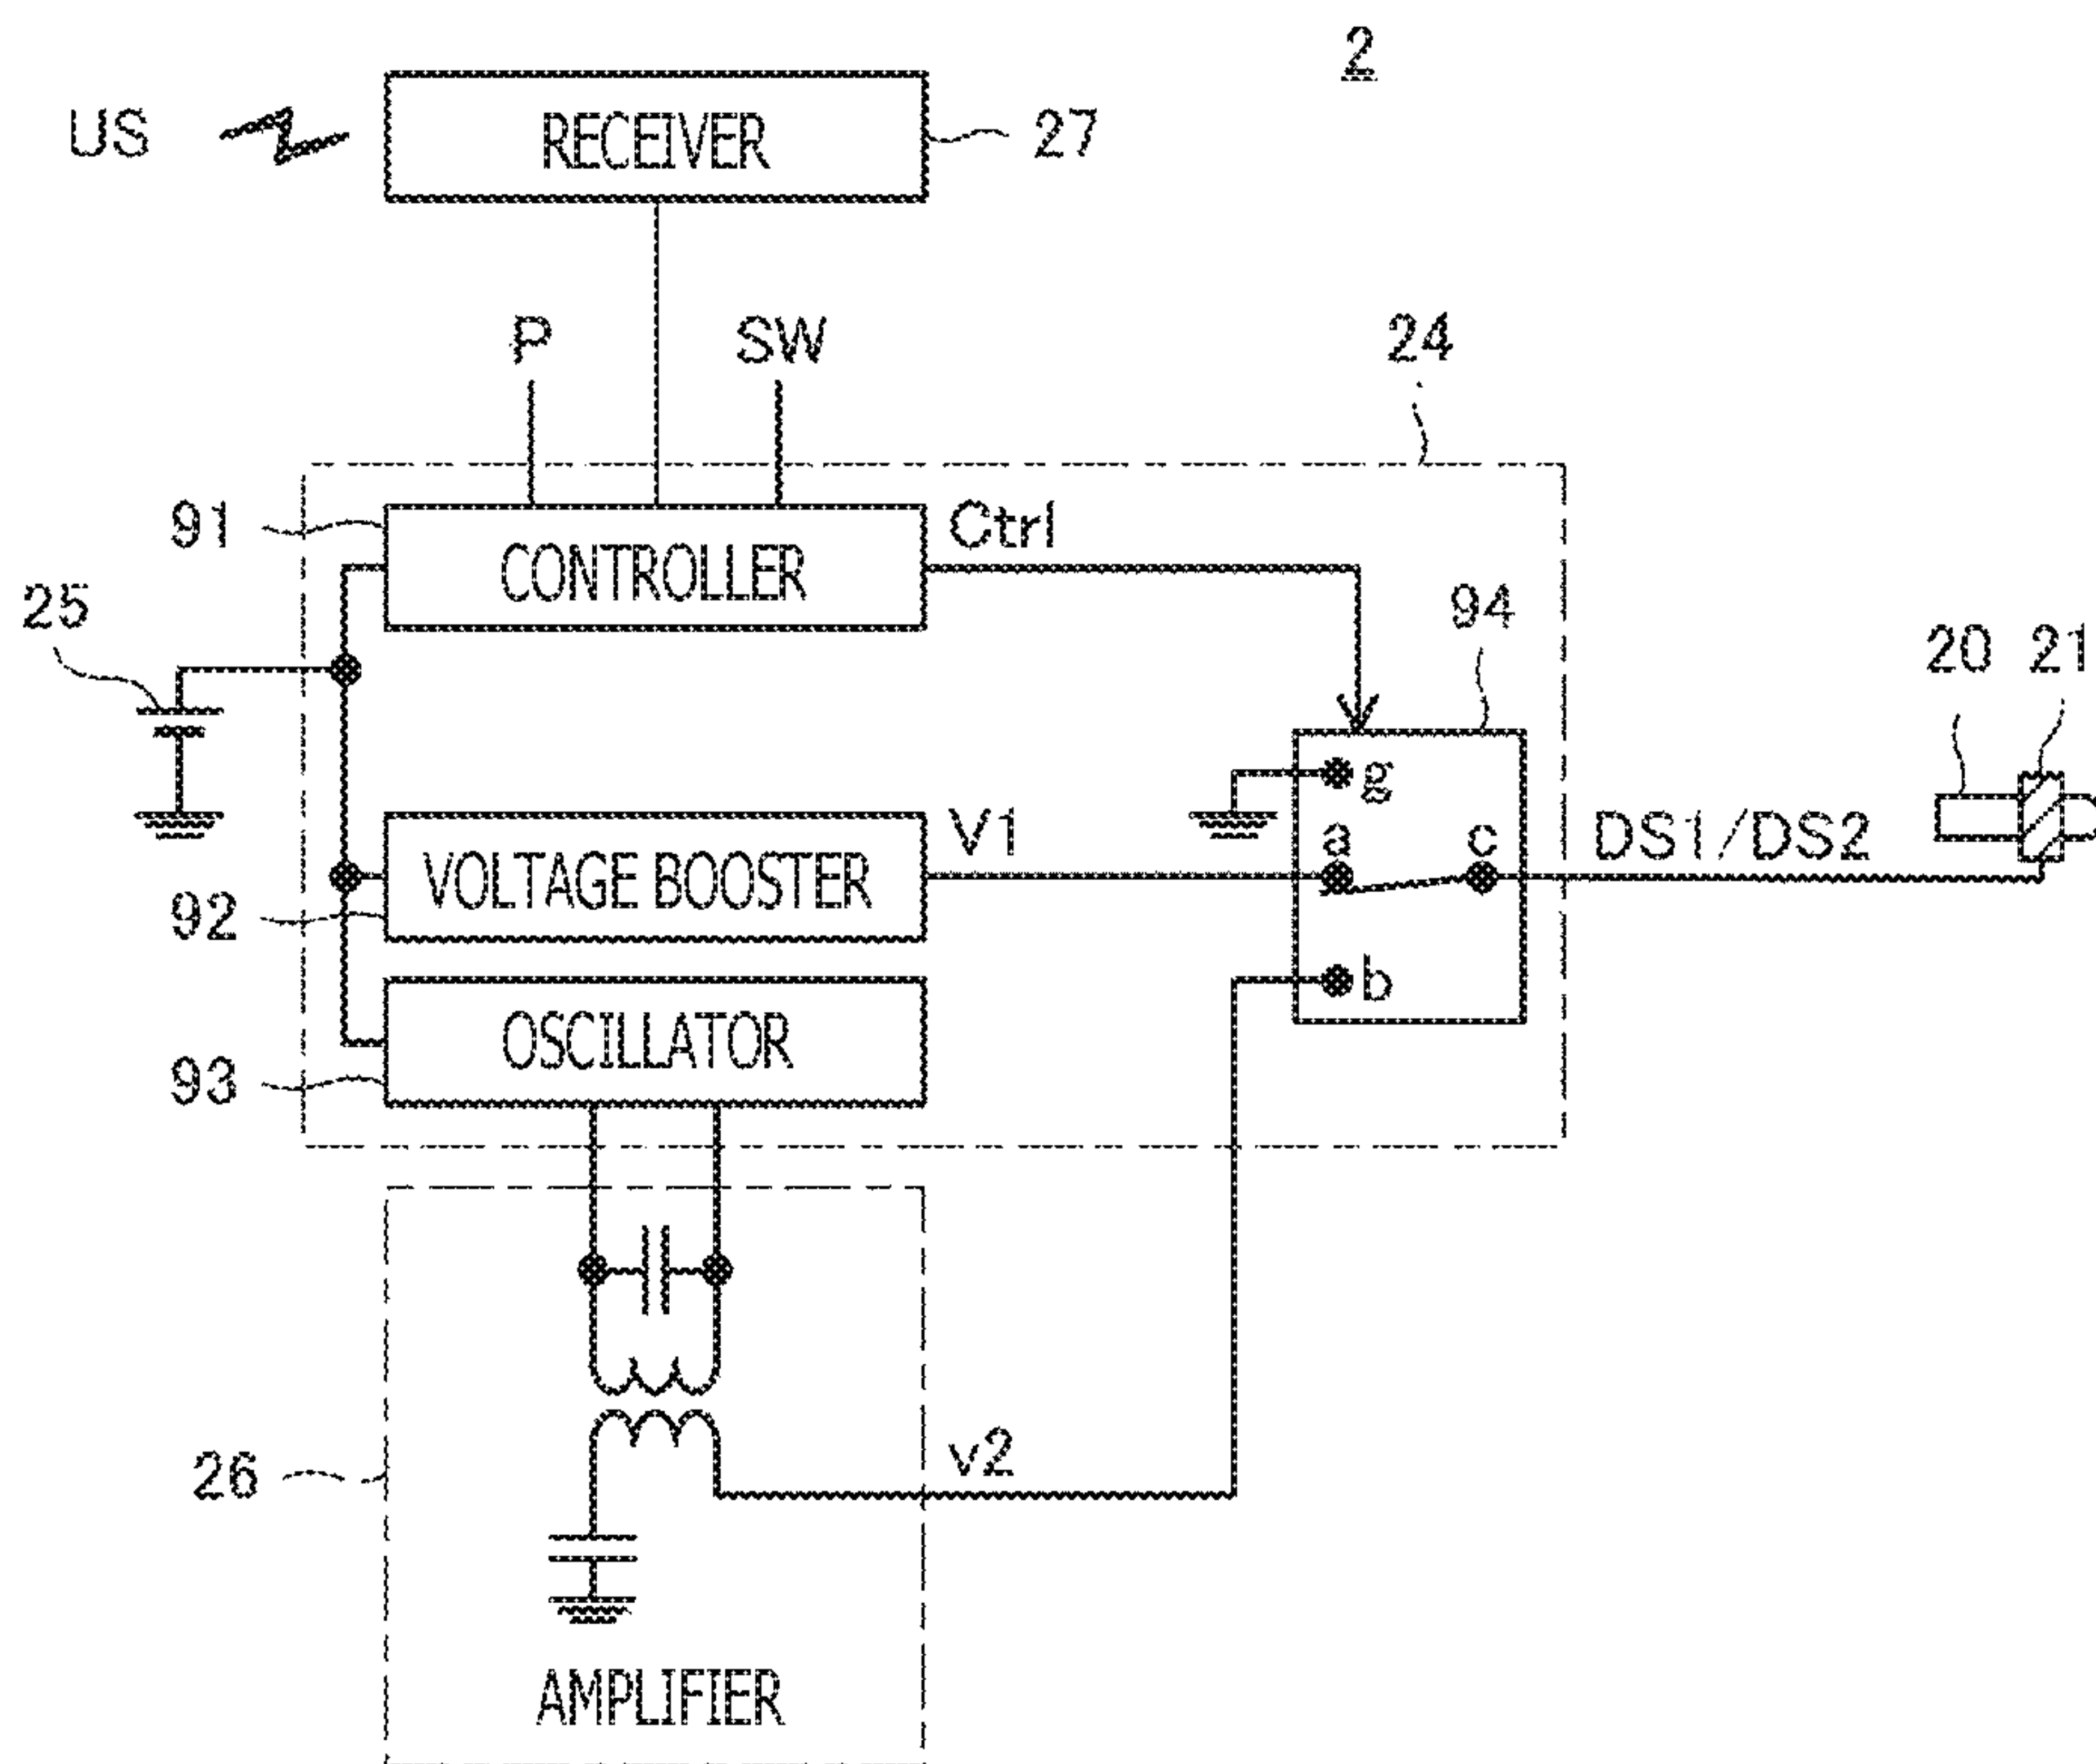 2
US
RECEIVER
27
P
SW
24
91
Ctrl
CONTROLLER
25
94
20
21
g
V1
a
c
DS1/DS2
VOLTAGE BOOSTER
92
b
OSCILLATOR
93
26
v2
AMPLIFIER